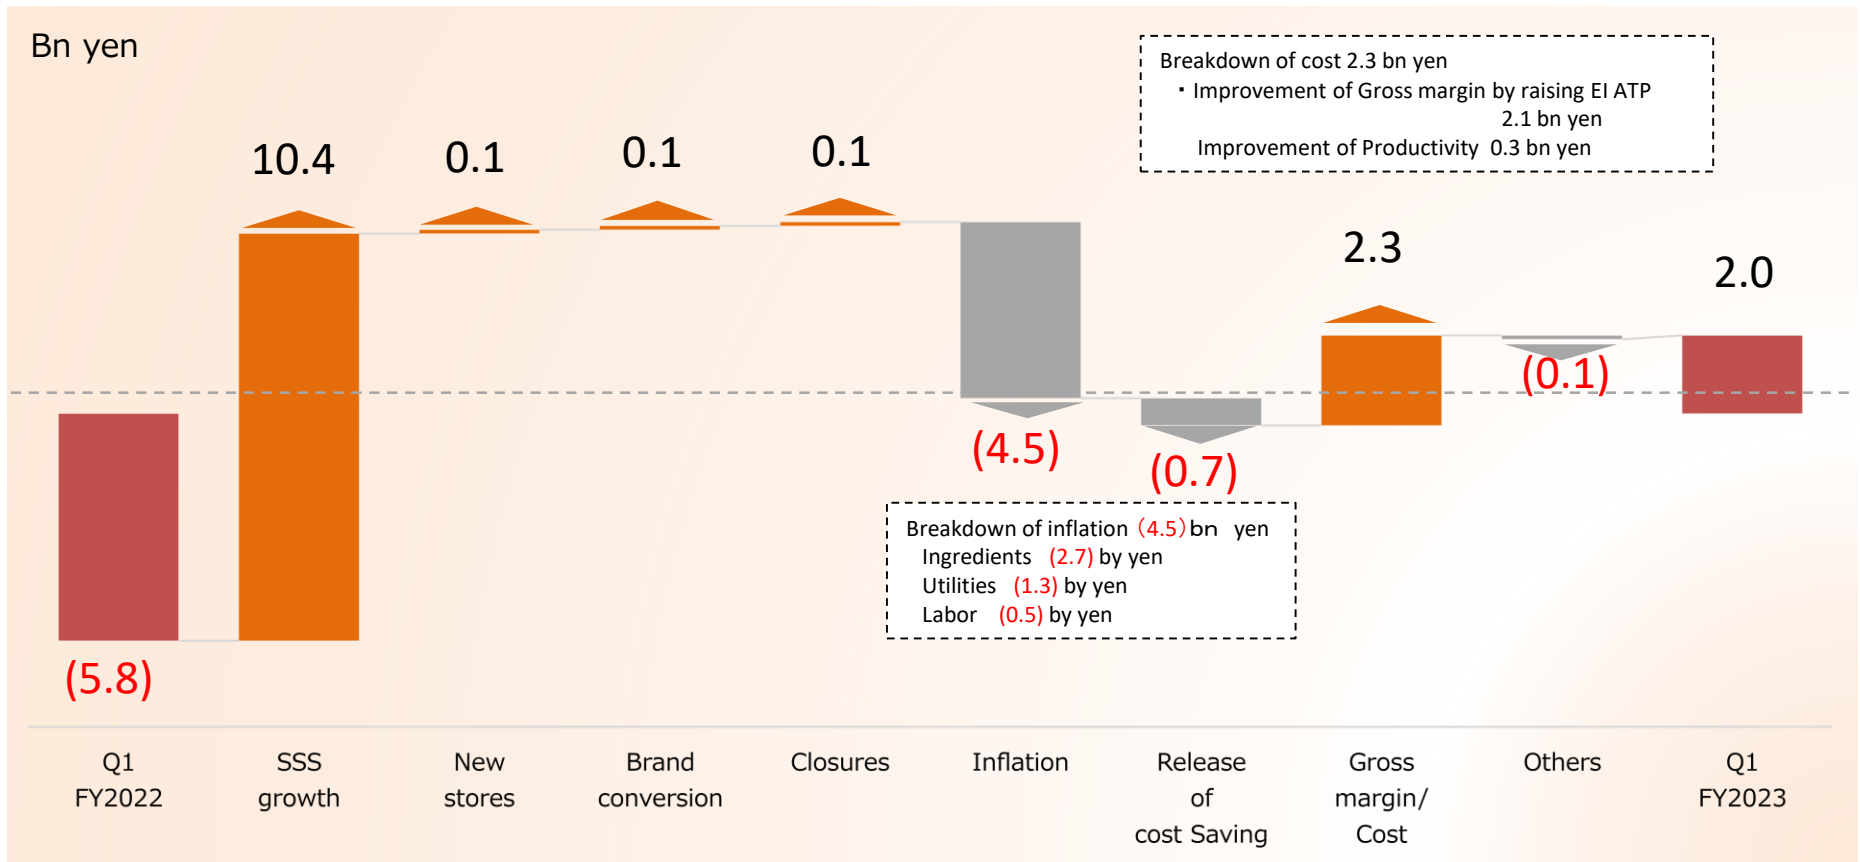 Bn yen
Breakdown of cost 2.3 bn yen
・Improvement of Gross margin by raising EI ATP
2.1 bn yen
Improvement of Productivity 0.3 bn yen
10.4
0.1
0.1
0.1
2.3
2.0
(0.1)
(4.5)
(0.7)
Breakdown of inflation（4.5）bn yen
Ingredients (2.7) by yen
Utilities (1.3) by yen
Labor (0.5) by yen
(5.8)
Q1
FY2022
SSS
growth
New
stores
Brand
conversion
Closures
Inflation
Release
of
cost Saving
Gross
margin/
Cost
Others
Q1
FY2023